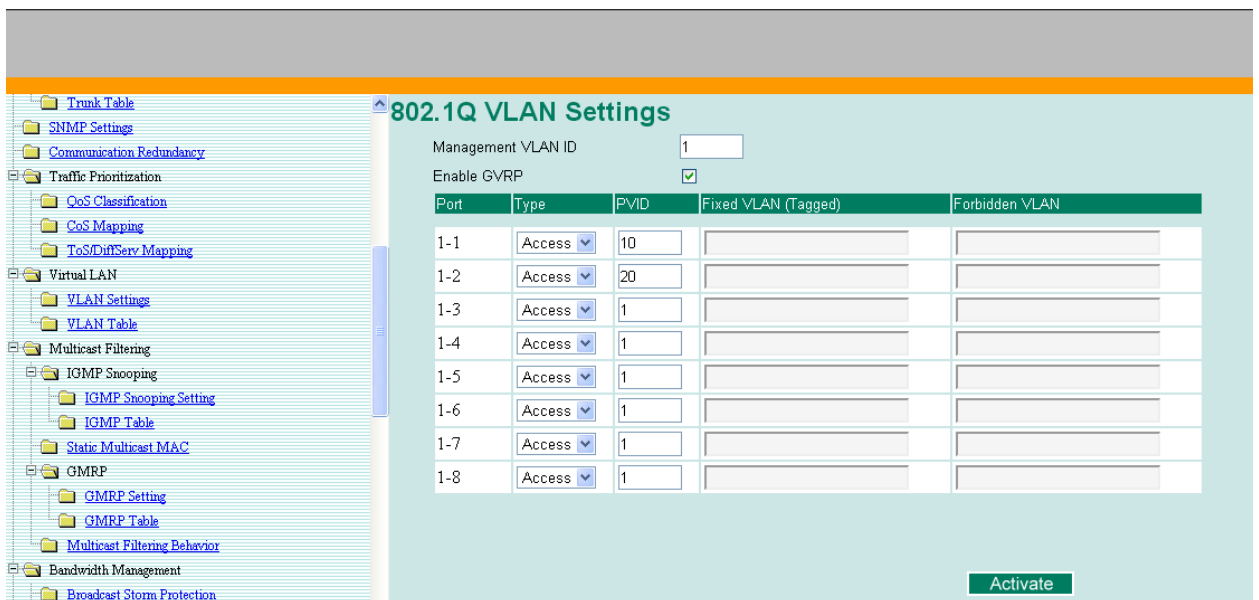 Trunk Table
SNMP Settings
Communication Redundancy
Traffic Prioritization
QoS Classification
CoS Mapping
ToS/DiffServ Mapping
Virtual LAN
VLAN Settings
VLAN Table
Multicast Filtering
IGMP Snooping
IGMP Snooping Setting
IGMP Table
Static Multicast MAC
GMRP
GMRP Setting
GMRP Table
Multicast Filtering Behavior
Bandwidth Management
Broadcast Storm Protection
802.1Q VLAN Settings
Management VLAN ID 1
Enable GVRP
Port Type PVID Fixed VLAN (Tagged) Forbidden VLAN
1-1 Access 10
1-2 Access 20
1-3 Access 1
1-4 Access 1
1-5 Access 1
1-6 Access 1
1-7 Access 1
1-8 Access 1
Activate